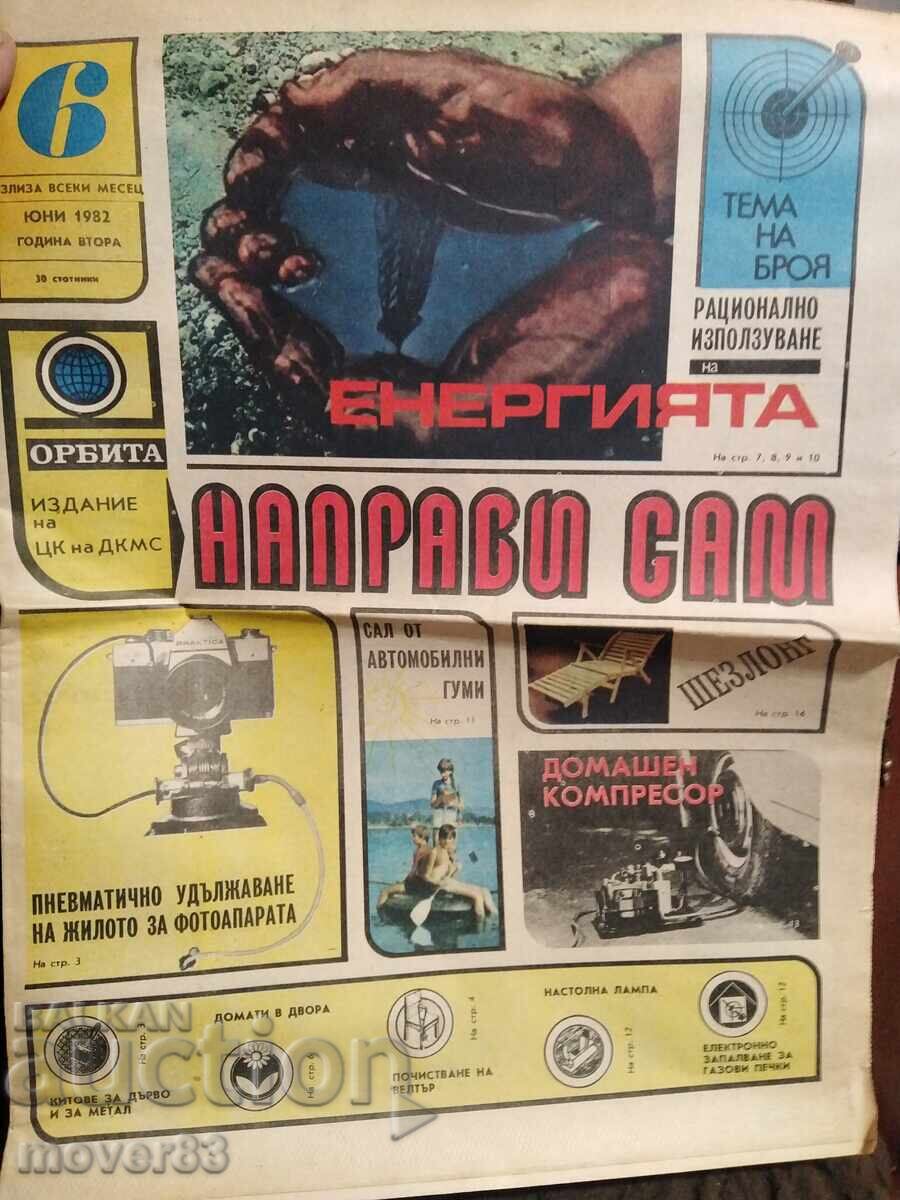 6
ЗЛИЗА ВСЕКИ МЕСЕЦ
ЮНИ 1982
ГОДИНА ВТОРА
30 стотинки
ТЕМА
НА
БРОЯ
РАЦИОНАЛНО
ИЗПОЛЗУВАНЕ
на
ЕНЕРГИЯТА
На стр. 7, 8, 9 и 10
ОРБИТА
ИЗДАНИЕ
на
ЦК на ДКМС
НАПРАВИ САМ
PRAKTICA
ПНЕВМАТИЧНО УДЪЛЖАВАНЕ
НА ЖИЛОТО ЗА ФОТОАПАРАТА
На стр. 3
САЛ ОТ
АВТОМОБИЛНИ
ГУМИ
На стр. 11
ШЕЗЛОНГ
На стр. 16
ДОМАШЕН
КОМПРЕСОР
13
КИТОВЕ ЗА ДЪРВО
И ЗА МЕТАЛ
На стр. 3
ДОМАТИ В ДВОРА
На стр. 6
ПОЧИСТВАНЕ НА
ВЕЛТЪР
На стр. 4
НАСТОЛНА ЛАМПА
На стр. 12
ЕЛЕКТРОННО
ЗАПАЛВАНЕ ЗА
ГАЗОВИ ПЕЧКИ
На стр. 12
BALKAN
auction
mover83